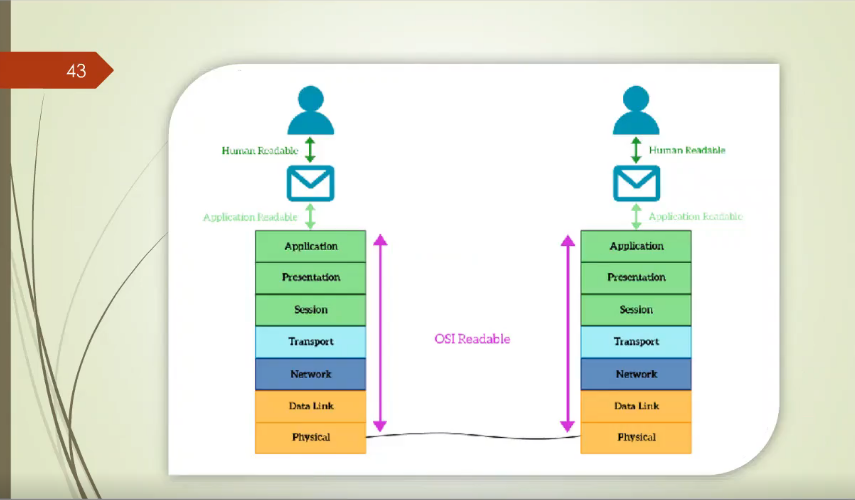 43
Human Readable
Human Readable
Application Readable
Application Readable
Application
Application
Presentation
Presentation
Session
Session
OSI Readable
Transport
Transport
Network
Network
Data Link
Data Link
Physical
Physical